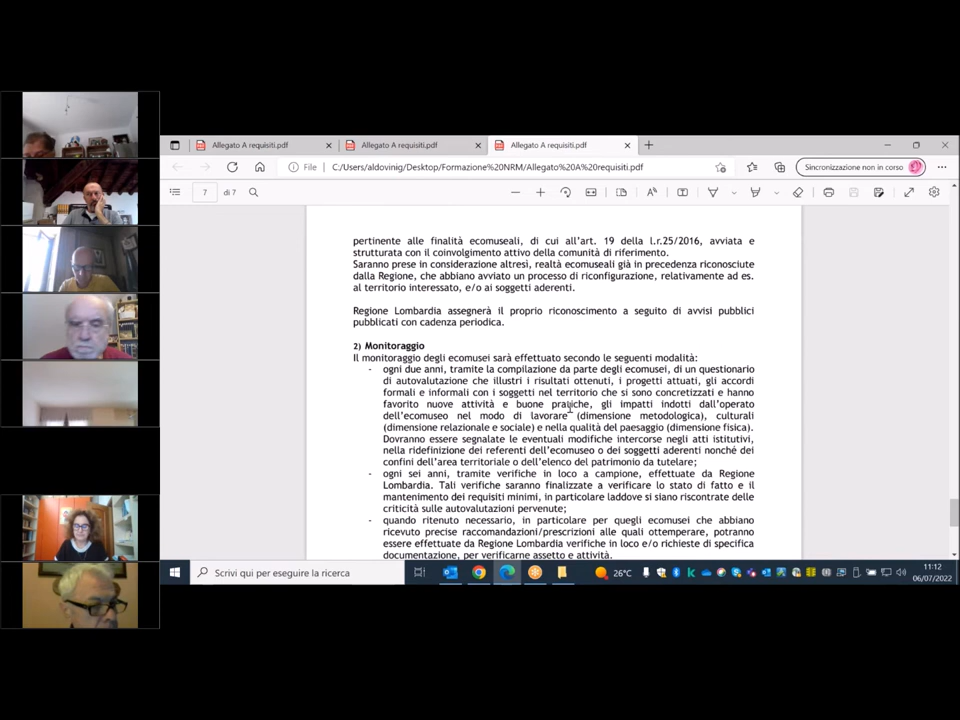 Allegato A requisiti.pdf
Allegato A requisiti.pdf
Allegato A requisiti.pdf
File
C:/Users/aldovinig/Desktop/Formazione%20NRM/Allegato%20A%20requisiti.pdf
Sincronizzazione non in corso
7
di 7
pertinente alle finalità ecomuseali, di cui all’art. 19 della l.r.25/2016, avviata e
strutturata con il coinvolgimento attivo della comunità di riferimento.
Saranno prese in considerazione altresì, realtà ecomuseali già in precedenza riconosciute
dalla Regione, che abbiano avviato un processo di riconfigurazione, relativamente ad es.
al territorio interessato, e/o ai soggetti aderenti.
Regione Lombardia assegnerà il proprio riconoscimento a seguito di avvisi pubblici
pubblicati con cadenza periodica.
2) Monitoraggio
Il monitoraggio degli ecomusei sarà effettuato secondo le seguenti modalità:
- ogni due anni, tramite la compilazione da parte degli ecomusei, di un questionario
di autovalutazione che illustri i risultati ottenuti, i progetti attuati, gli accordi
formali e informali con i soggetti nel territorio che si sono concretizzati e hanno
favorito nuove attività e buone pratiche, gli impatti indotti dall’operato
dell’ecomuseo nel modo di lavorare (dimensione metodologica), culturali
(dimensione relazionale e sociale) e nella qualità del paesaggio (dimensione fisica).
Dovranno essere segnalate le eventuali modifiche intercorse negli atti istitutivi,
nella ridefinizione dei referenti dell’ecomuseo o dei soggetti aderenti nonché dei
confini dell’area territoriale o dell’elenco del patrimonio da tutelare;
- ogni sei anni, tramite verifiche in loco a campione, effettuate da Regione
Lombardia. Tali verifiche saranno finalizzate a verificare lo stato di fatto e il
mantenimento dei requisiti minimi, in particolare laddove si siano riscontrate delle
criticità sulle autovalutazioni pervenute;
- quando ritenuto necessario, in particolare per quegli ecomusei che abbiano
ricevuto precise raccomandazioni/prescrizioni alle quali ottemperare, potranno
essere effettuate da Regione Lombardia verifiche in loco e/o richieste di specifica
documentazione, per verificarne assetto e attività.
Scrivi qui per eseguire la ricerca
26°C
11:12
06/07/2022